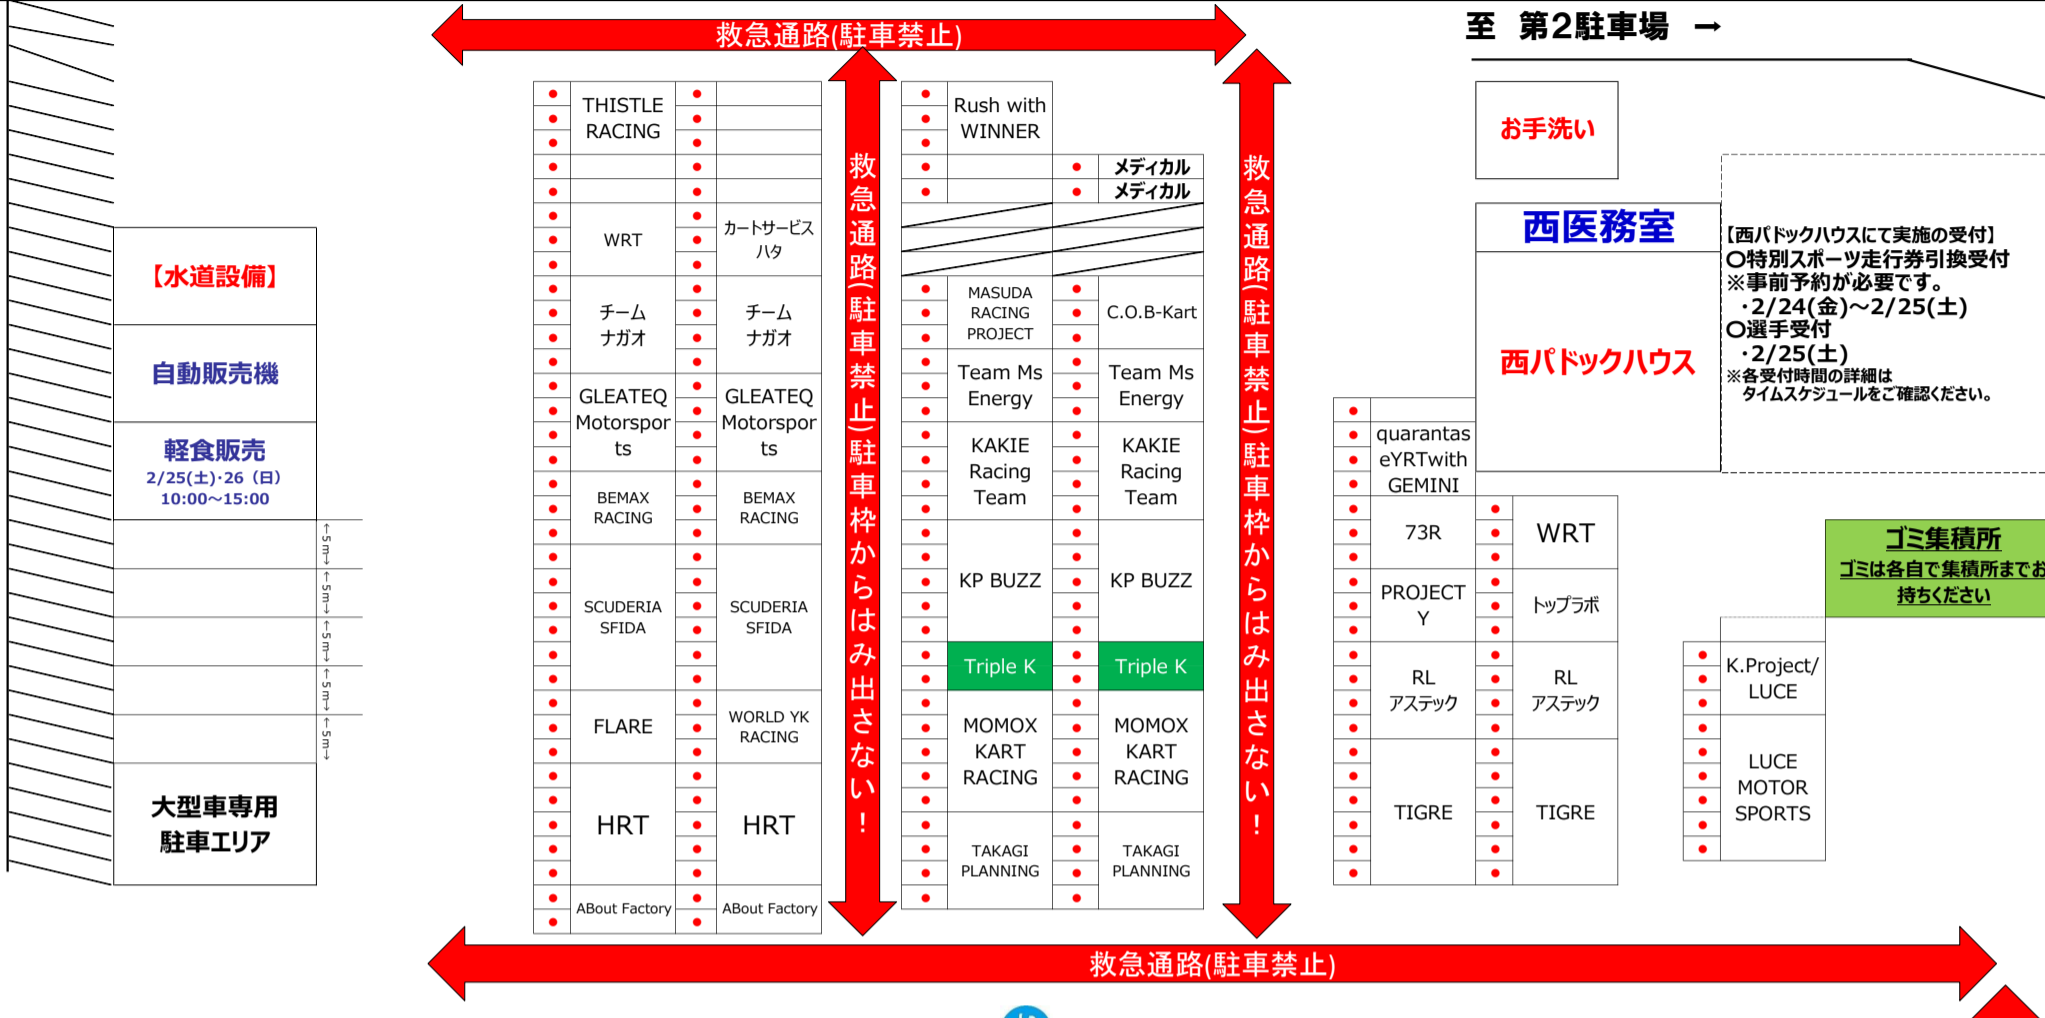 救急通路(駐車禁止)
至 第2駐車場 →
THISTLE
RACING
WRT
カートサービス
ハタ
チーム
ナガオ
チーム
ナガオ
GLEATEQ
Motorspor
ts
GLEATEQ
Motorspor
ts
BEMAX
RACING
BEMAX
RACING
SCUDERIA
SFIDA
SCUDERIA
SFIDA
FLARE
WORLD YK
RACING
HRT
HRT
ABout Factory
ABout Factory
救急通路(駐車禁止)駐車枠からはみ出さない!
Rush with
WINNER
メディカル
メディカル
MASUDA
RACING
PROJECT
C.O.B-Kart
Team Ms
Energy
Team Ms
Energy
KAKIE
Racing
Team
KAKIE
Racing
Team
KP BUZZ
KP BUZZ
Triple K
Triple K
MOMOX
KART
RACING
MOMOX
KART
RACING
TAKAGI
PLANNING
TAKAGI
PLANNING
救急通路(駐車禁止)駐車枠からはみ出さない!
【水道設備】
自動販売機
軽食販売
2/25(土)・26(日)
10:00～15:00
←5m→
←5m→
←5m→
←5m→
←5m→
大型車専用
駐車エリア
お手洗い
西医務室
西パドックハウス
【西パドックハウスにて実施の受付】
〇特別スポーツ走行券引換受付
※事前予約が必要です。
・2/24(金)～2/25(土)
〇選手受付
・2/25(土)
※各受付時間の詳細は
タイムスケジュールをご確認ください。
quarantas
eYRTwith
GEMINI
73R
WRT
PROJECT
Y
トップラボ
RL
アステック
RL
アステック
TIGRE
TIGRE
ゴミ集積所
ゴミは各自で集積所までお
持ちください
K.Project/
LUCE
LUCE
MOTOR
SPORTS
救急通路(駐車禁止)